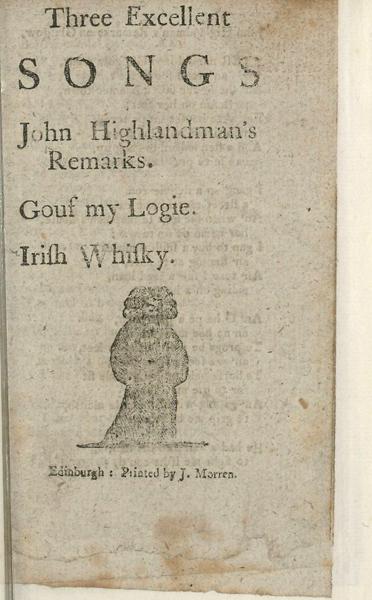 Three Excellent
SONGS
John Highlandman's
Remarks.
Gouf my Logie.
Iriſh Whiſky.
Edinburgh : Printed by J. Morren.